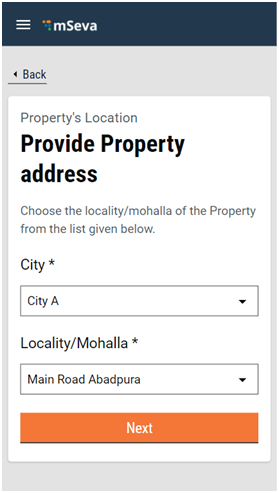 mSeva
Back
Property's Location
Provide Property
address
Choose the locality/mohalla of the Property
from the list given below.
City *
City A
Locality/Mohalla *
Main Road Abadpura
Next